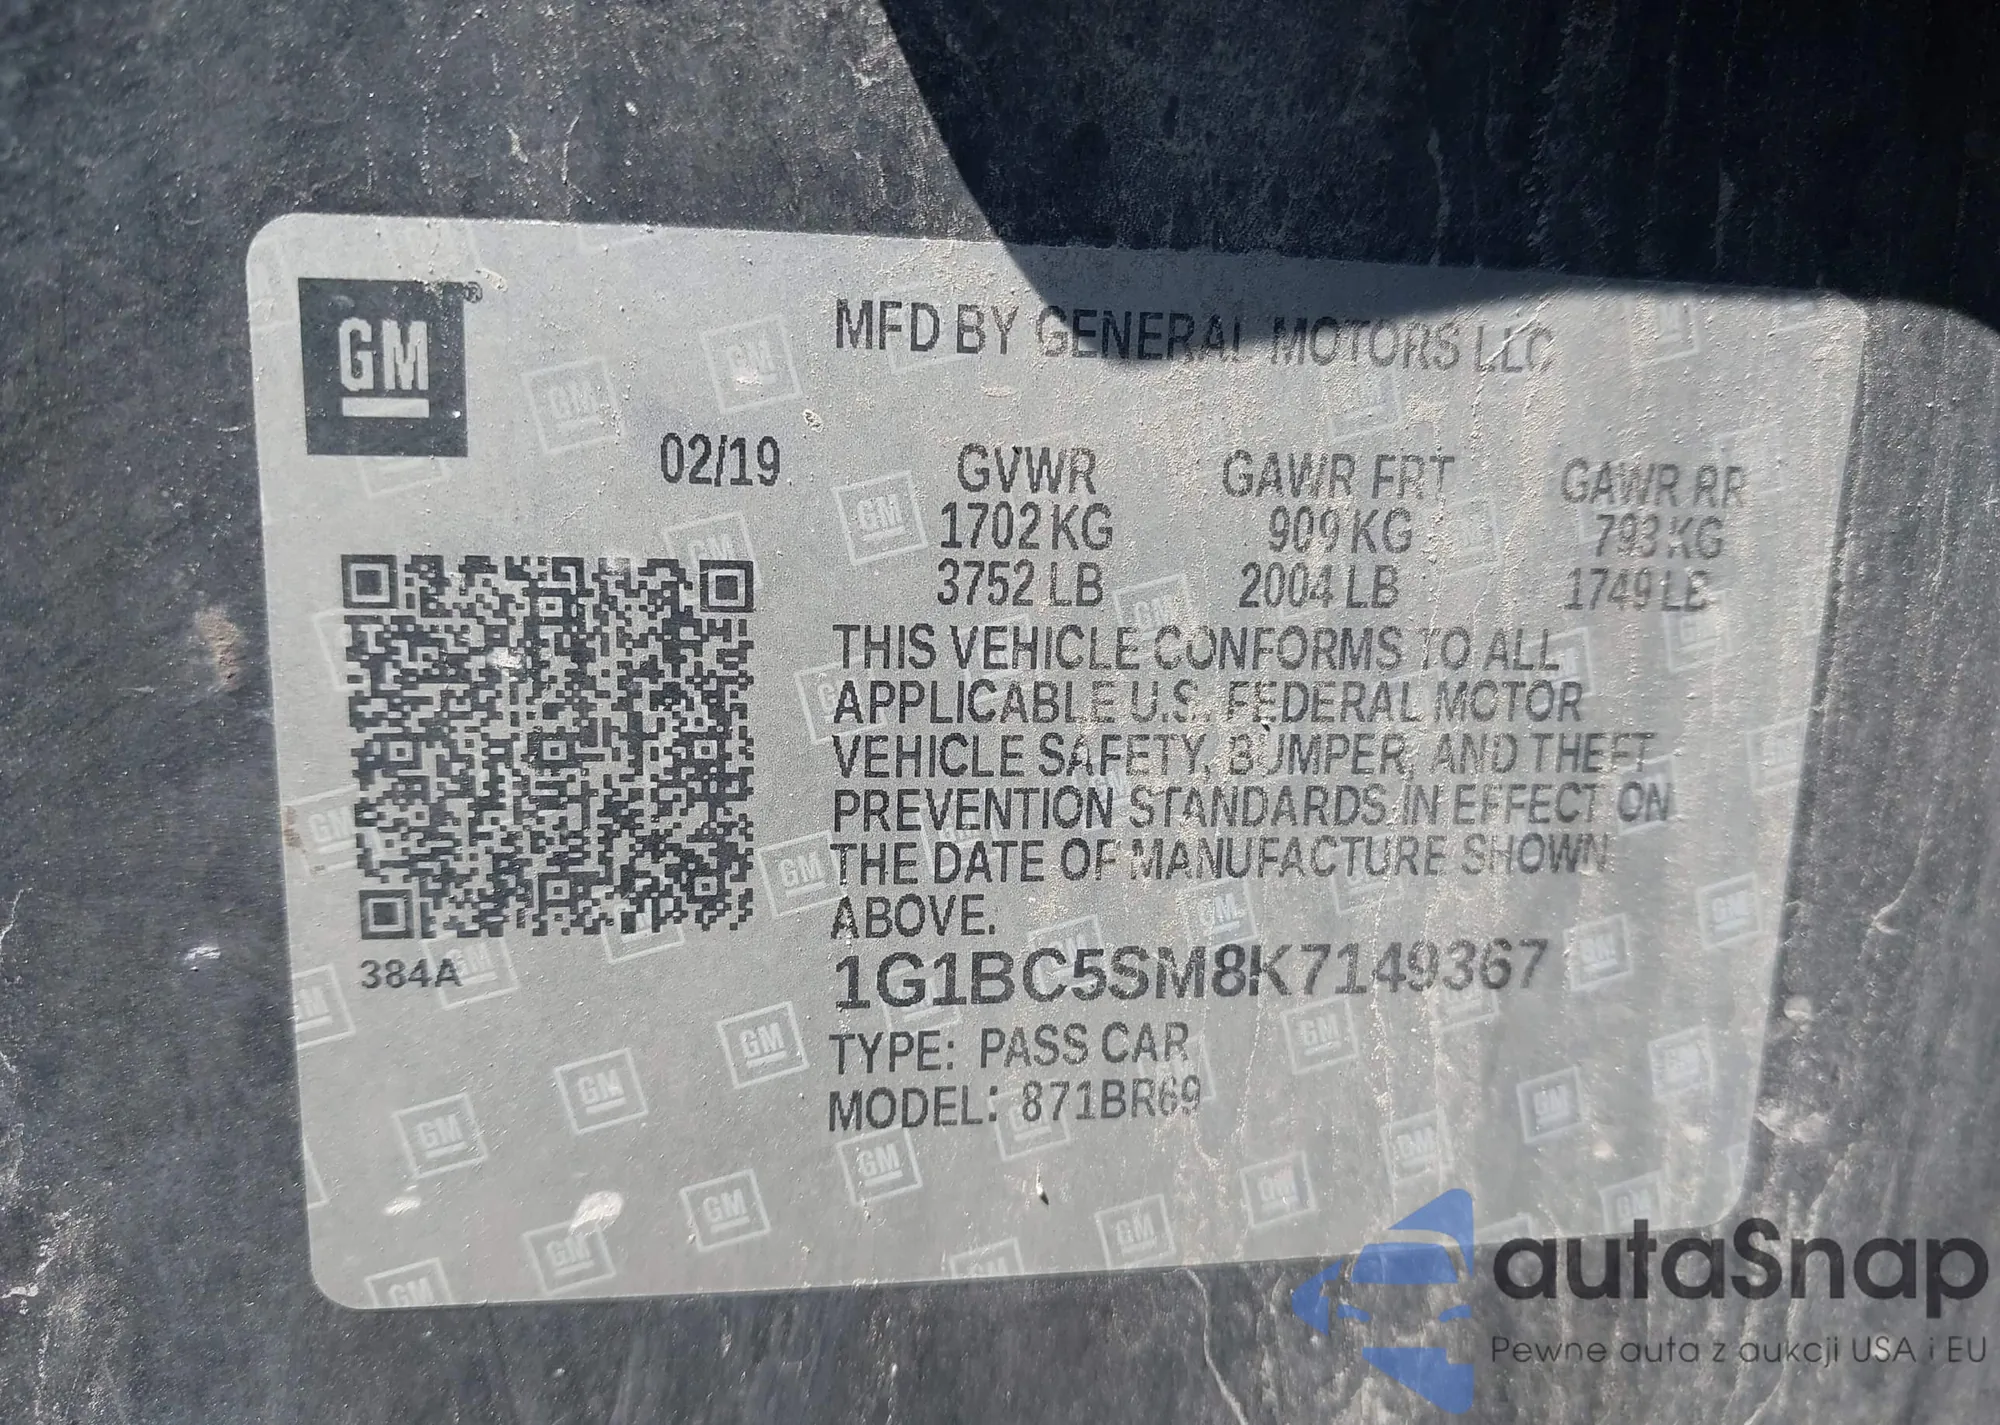 GM®
MFD BY GENERAL MOTORS LLC
02/19
GVWR GAWR FRT GAWR RR
1702 KG 909 KG 793 KG
3752 LB 2004 LB 1749 LB
THIS VEHICLE CONFORMS TO ALL
APPLICABLE U.S. FEDERAL MOTOR
VEHICLE SAFETY, BUMPER, AND THEFT
PREVENTION STANDARDS IN EFFECT ON
THE DATE OF MANUFACTURE SHOWN
ABOVE.
384A
1G1BC5SM8K7149367
TYPE: PASS CAR
MODEL: 871BR69
autaSnap
Pewne auta z aukcji USA i EU